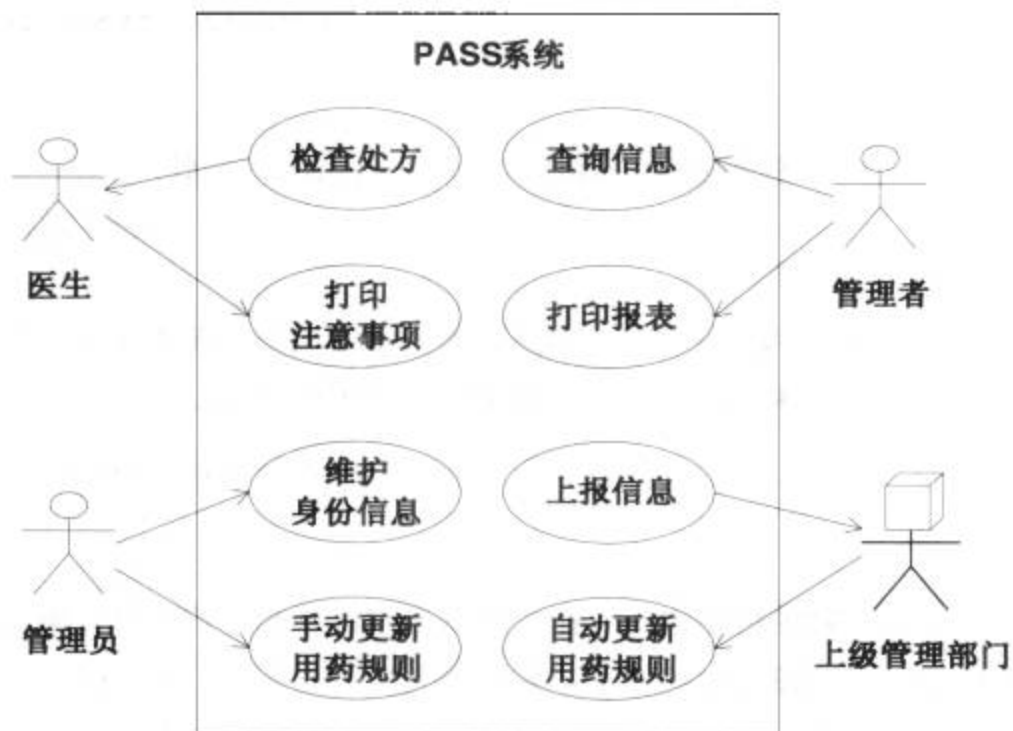 PASS系统
检查处方
查询信息
医生
管理者
打印
注意事项
打印报表
维护
身份信息
上报信息
管理员
手动更新
用药规则
自动更新
用药规则
上级管理部门